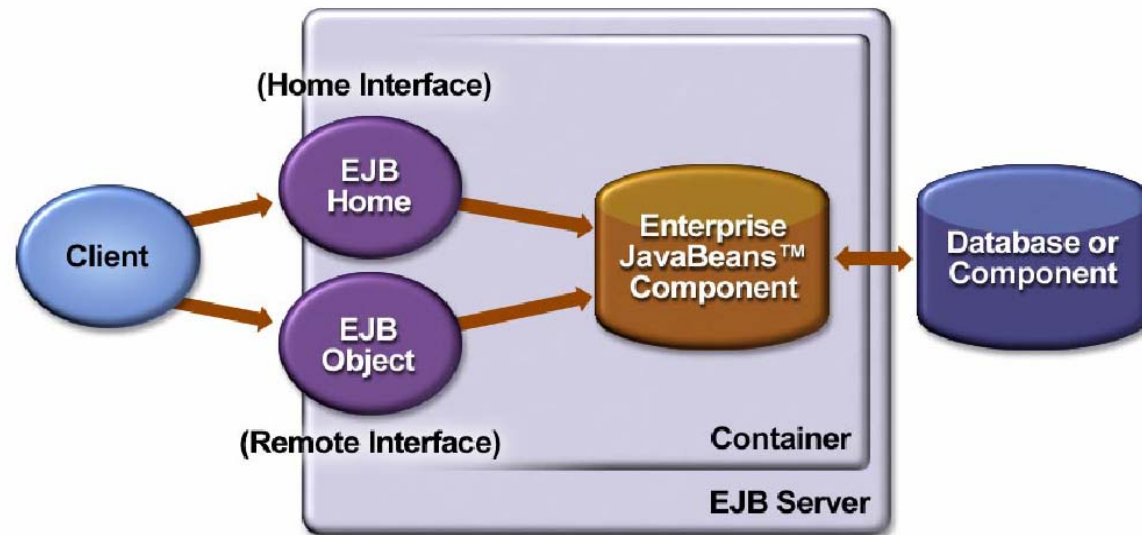 (Home Interface)
EJB
Home
Client
Enterprise
JavaBeans™
Component
Database or
Component
EJB
Object
(Remote Interface)
Container
EJB Server